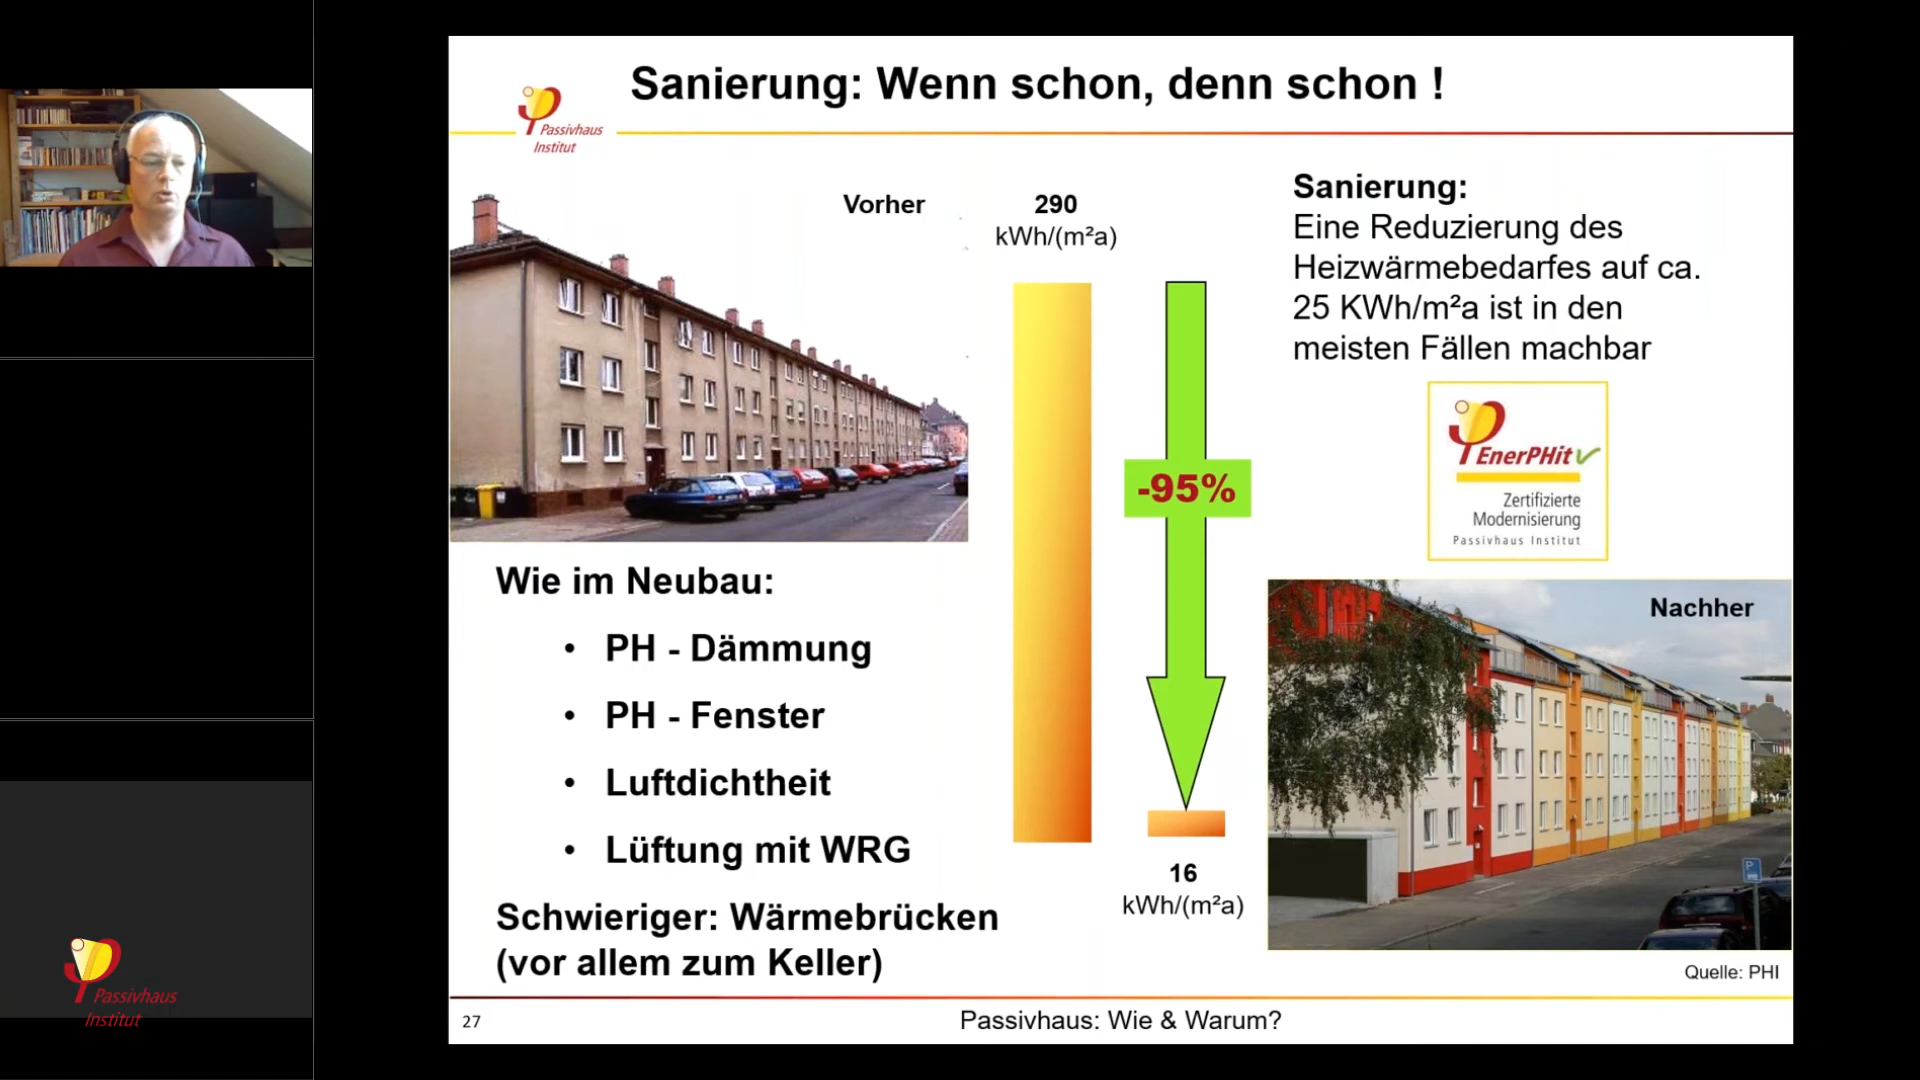 Sanierung: Wenn schon, denn schon !
Passivhaus
Institut
Vorher
290
kWh/(m²a)
Sanierung:
Eine Reduzierung des
Heizwärmebedarfes auf ca.
25 KWh/m²a ist in den
meisten Fällen machbar
-95%
EnerPHit
Zertifizierte
Modernisierung
Passivhaus Institut
Wie im Neubau:
• PH - Dämmung
• PH - Fenster
• Luftdichtheit
• Lüftung mit WRG
Schwieriger: Wärmebrücken
(vor allem zum Keller)
16
kWh/(m²a)
Nachher
P
Quelle: PHI
27
Passivhaus: Wie & Warum?
Passivhaus
Institut